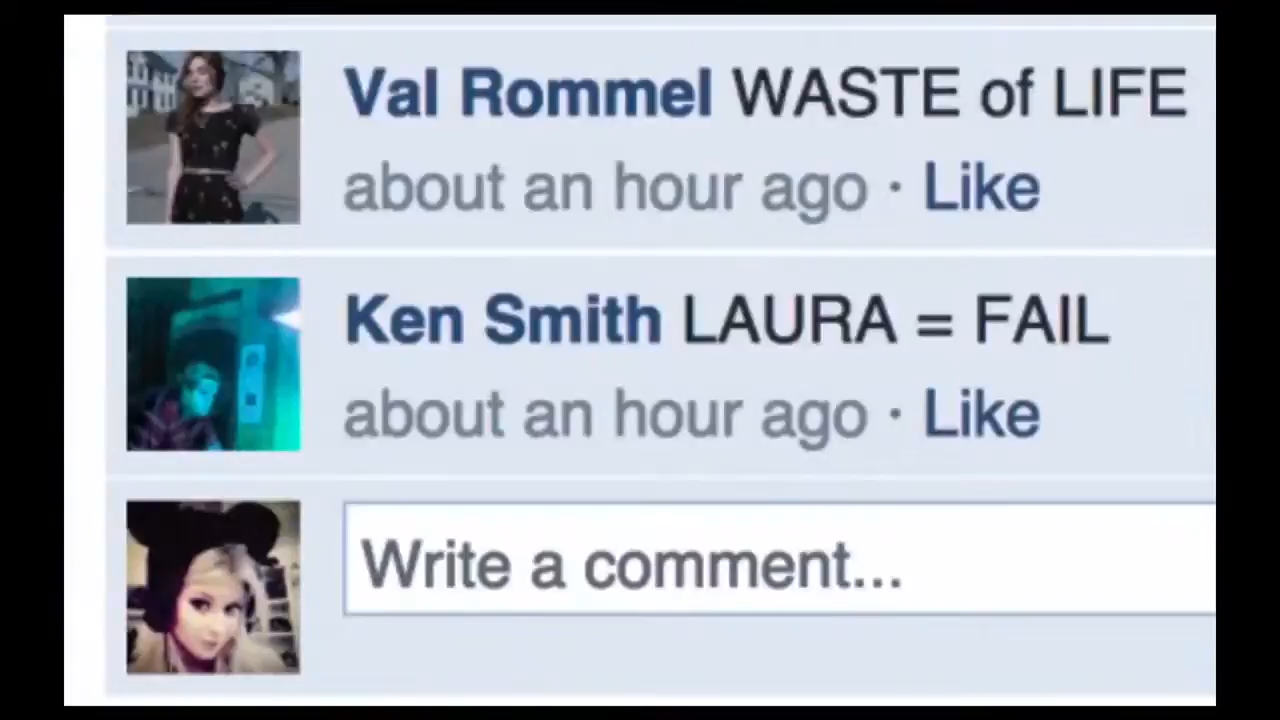 Val Rommel WASTE of LIFE
about an hour ago · Like
Ken Smith LAURA = FAIL
about an hour ago · Like
Write a comment...